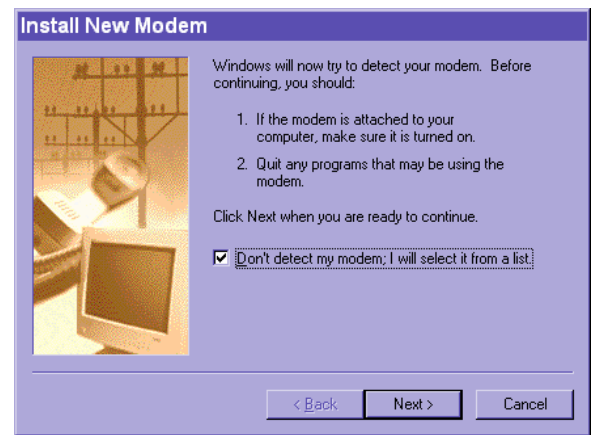 Install New Modem
Windows will now try to detect your modem. Before
continuing, you should:
1. If the modem is attached to your
computer, make sure it is turned on.
2. Quit any programs that may be using the
modem.
Click Next when you are ready to continue.
Don't detect my modem; I will select it from a list.
< Back
Next >
Cancel